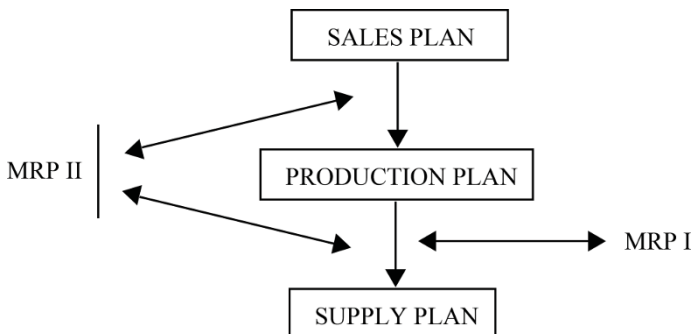 SALES PLAN
MRP II
PRODUCTION PLAN
MRP I
SUPPLY PLAN